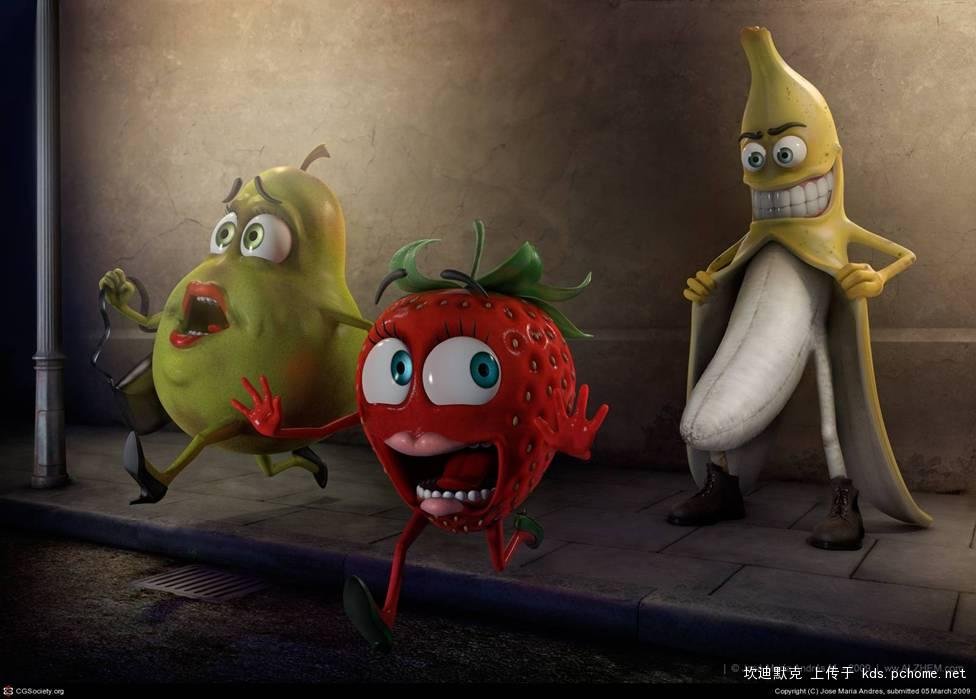 坎迪默克 上传于 kds.pchome.net
CGSociety.org
Copyright (C) Jose Maria Andres, submitted 05 March 2009